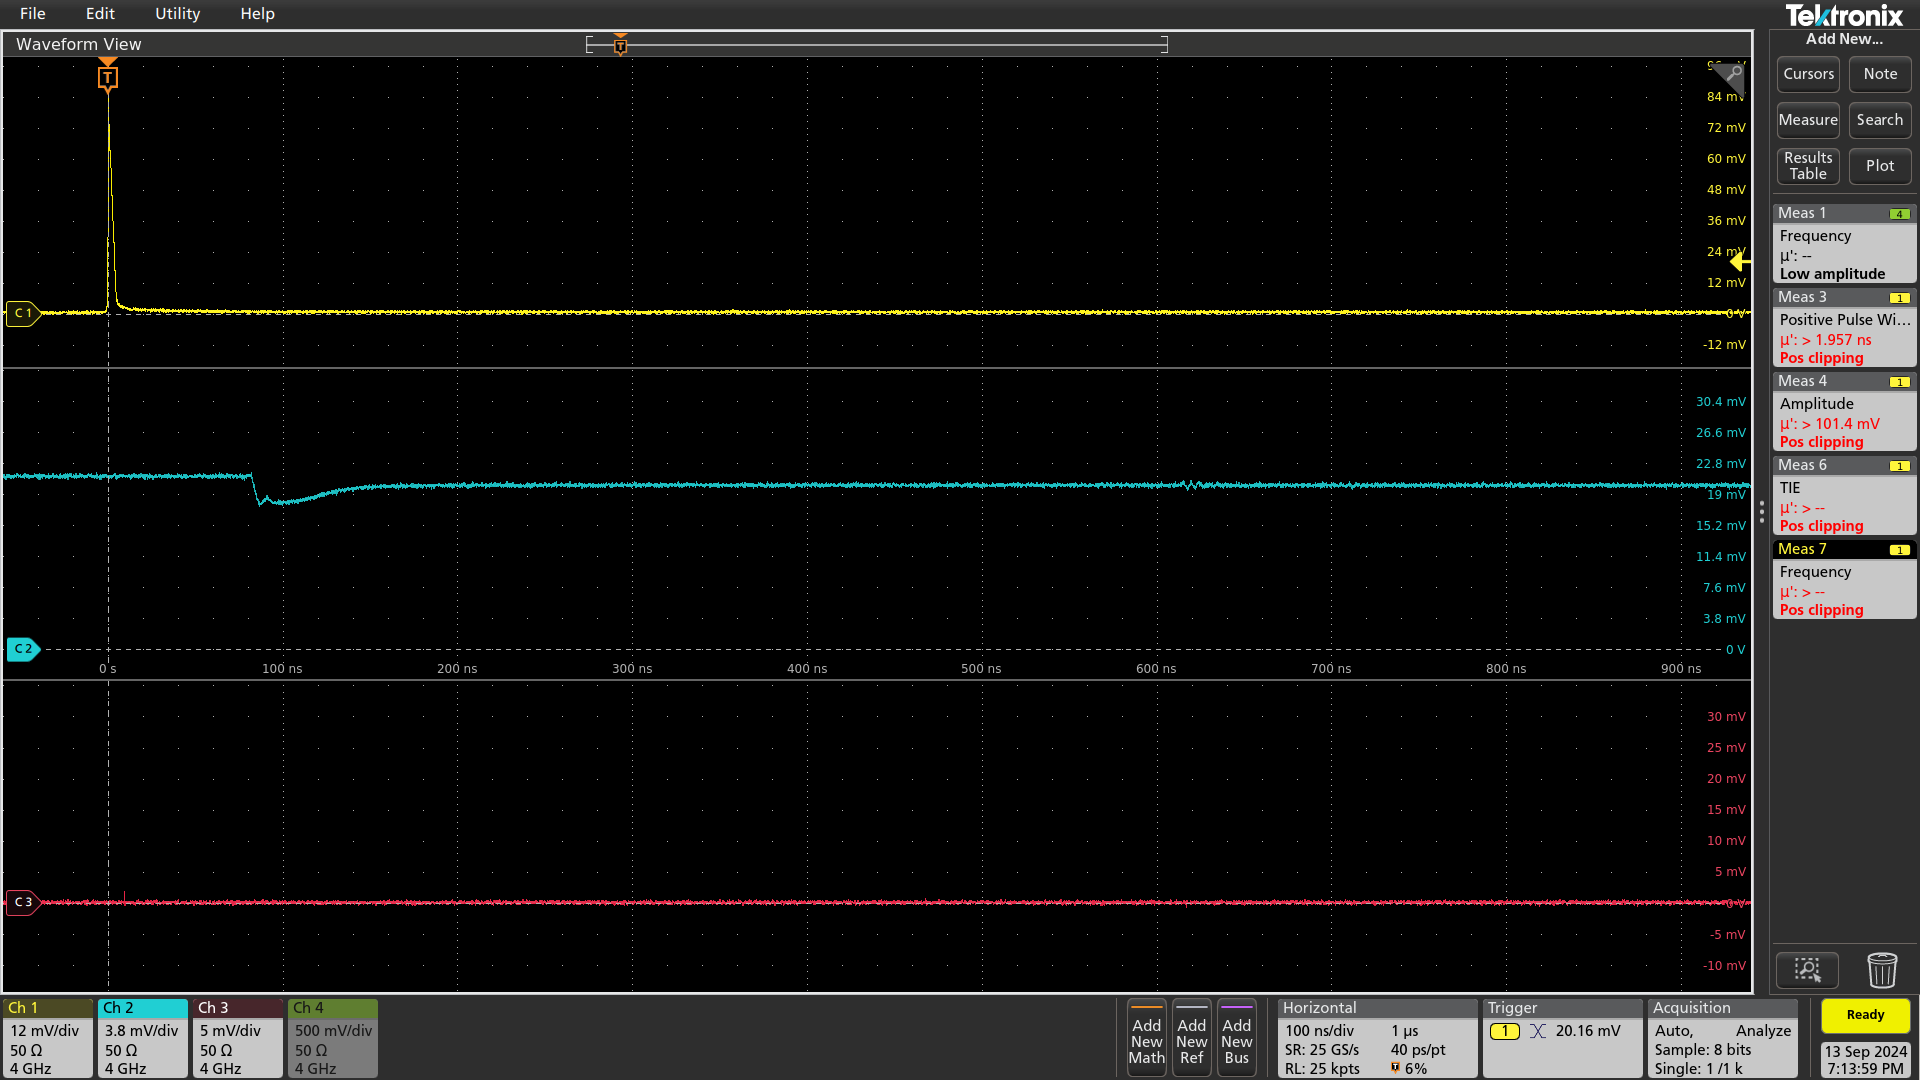 File Edit Utility Help
Tektronix
Waveform View
Add New...
T
T
84 mV
72 mV
60 mV
48 mV
36 mV
24 mV
12 mV
0 V
-12 mV
C 1
30.4 mV
26.6 mV
22.8 mV
19 mV
15.2 mV
11.4 mV
7.6 mV
3.8 mV
0 V
C 2
0 s 100 ns 200 ns 300 ns 400 ns 500 ns 600 ns 700 ns 800 ns 900 ns
30 mV
25 mV
20 mV
15 mV
10 mV
5 mV
0 V
-5 mV
-10 mV
C 3
Cursors Note
Measure Search
Results Table Plot
Meas 1 4
Frequency
µ': --
Low amplitude
Meas 3 1
Positive Pulse Wi...
µ': > 1.957 ns
Pos clipping
Meas 4 1
Amplitude
µ': > 101.4 mV
Pos clipping
Meas 6 1
TIE
µ': > --
Pos clipping
Meas 7 1
Frequency
µ': > --
Pos clipping
Ch 1
12 mV/div
50 Ω
4 GHz
Ch 2
3.8 mV/div
50 Ω
4 GHz
Ch 3
5 mV/div
50 Ω
4 GHz
Ch 4
500 mV/div
50 Ω
4 GHz
Add New Math
Add New Ref
Add New Bus
Horizontal
100 ns/div 1 µs
SR: 25 GS/s 40 ps/pt
RL: 25 kpts T 6%
Trigger
1 20.16 mV
Acquisition
Auto, Analyze
Sample: 8 bits
Single: 1 /1 k
Ready
13 Sep 2024
7:13:59 PM